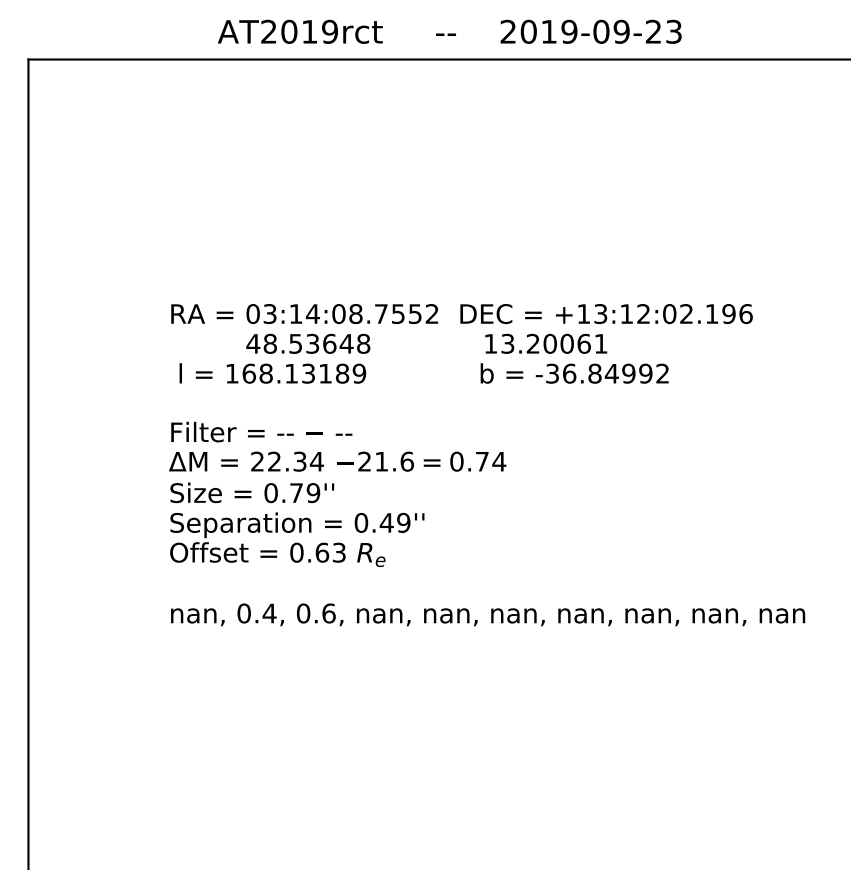 AT2019rct -- 2019-09-23
RA = 03:14:08.7552 DEC = +13:12:02.196
48.53648 13.20061
l = 168.13189 b = -36.84992
Filter = -- − --
ΔM = 22.34 −21.6 = 0.74
Size = 0.79''
Separation = 0.49''
Offset = 0.63 Rₑ
nan, 0.4, 0.6, nan, nan, nan, nan, nan, nan, nan